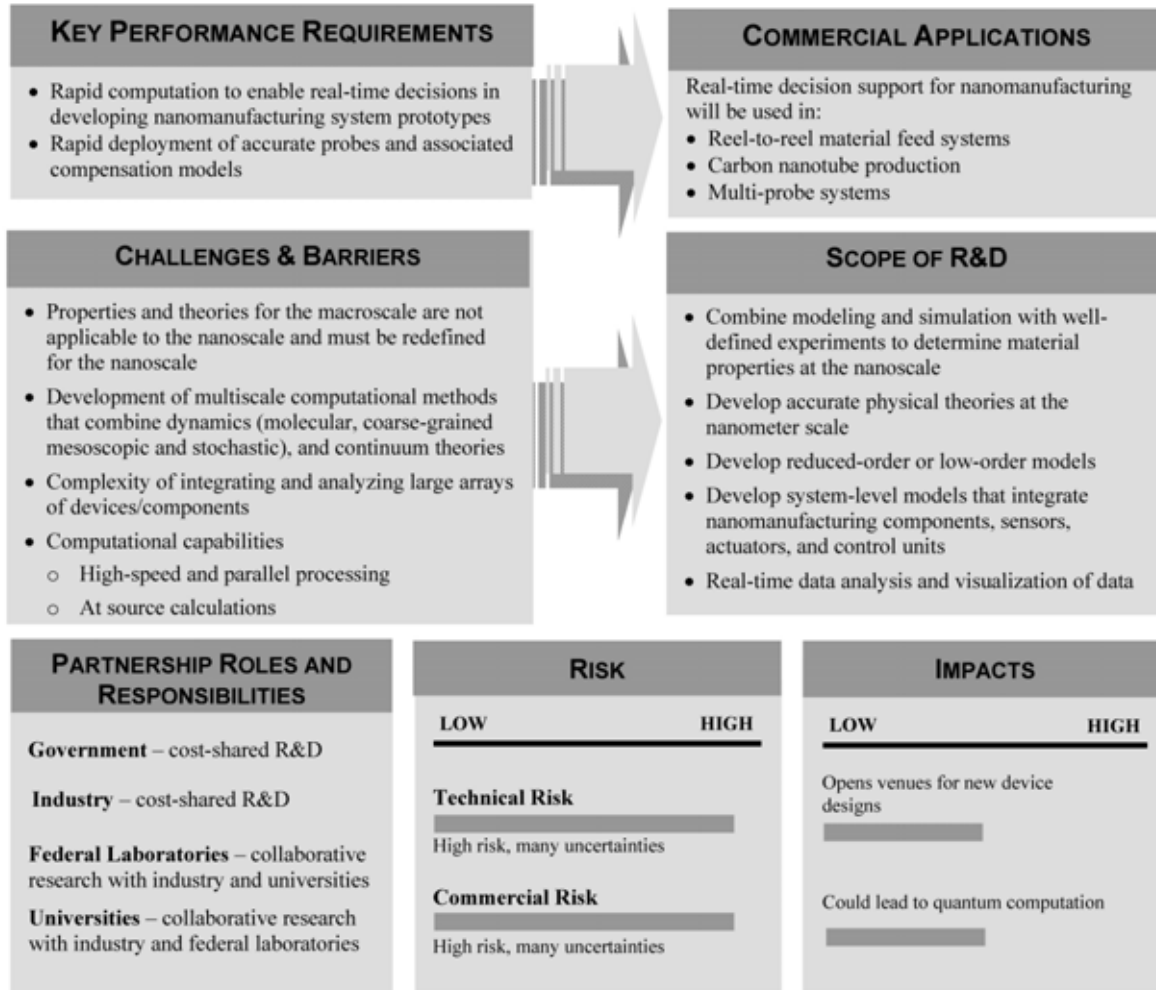 KEY PERFORMANCE REQUIREMENTS
• Rapid computation to enable real-time decisions in
developing nanomanufacturing system prototypes
• Rapid deployment of accurate probes and associated
compensation models
COMMERCIAL APPLICATIONS
Real-time decision support for nanomanufacturing
will be used in:
• Reel-to-reel material feed systems
• Carbon nanotube production
• Multi-probe systems
CHALLENGES & BARRIERS
• Properties and theories for the macroscale are not
applicable to the nanoscale and must be redefined
for the nanoscale
• Development of multiscale computational methods
that combine dynamics (molecular, coarse-grained
mesoscopic and stochastic), and continuum theories
• Complexity of integrating and analyzing large arrays
of devices/components
• Computational capabilities
o High-speed and parallel processing
o At source calculations
SCOPE OF R&D
• Combine modeling and simulation with well-
defined experiments to determine material
properties at the nanoscale
• Develop accurate physical theories at the
nanometer scale
• Develop reduced-order or low-order models
• Develop system-level models that integrate
nanomanufacturing components, sensors,
actuators, and control units
• Real-time data analysis and visualization of data
PARTNERSHIP ROLES AND
RESPONSIBILITIES
Government – cost-shared R&D
Industry – cost-shared R&D
Federal Laboratories – collaborative
research with industry and universities
Universities – collaborative research
with industry and federal laboratories
RISK
LOW HIGH
Technical Risk
High risk, many uncertainties
Commercial Risk
High risk, many uncertainties
IMPACTS
LOW HIGH
Opens venues for new device
designs
Could lead to quantum computation